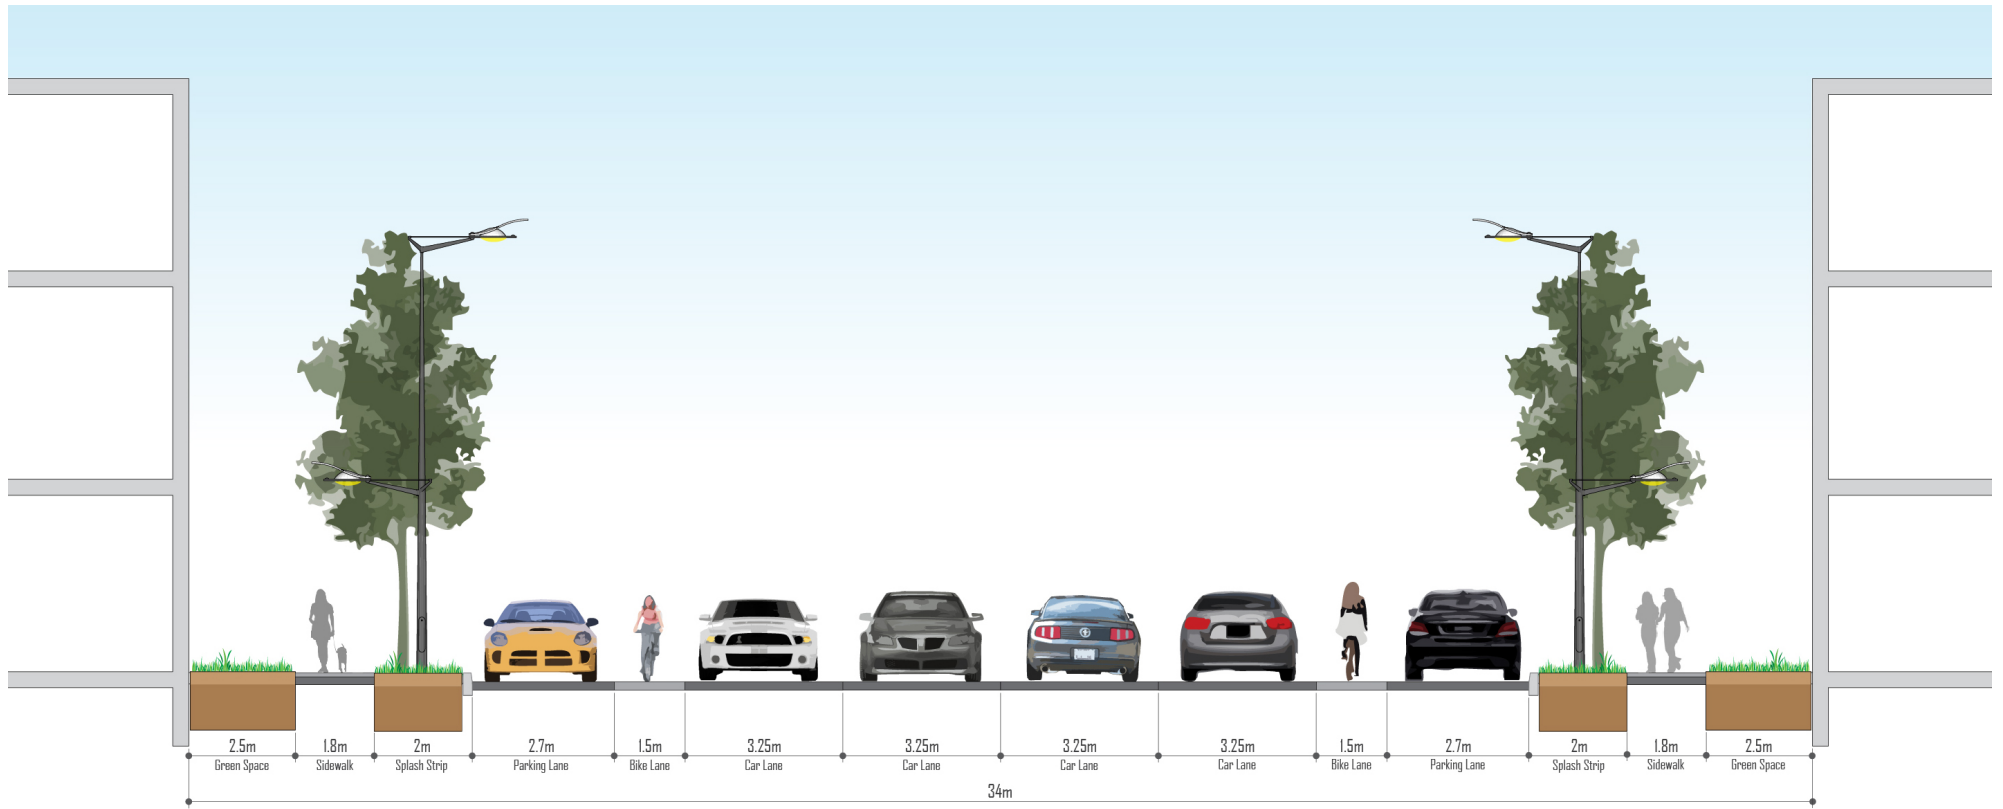 2.5m 1.8m 2m 2.7m 1.5m 3.25m 3.25m 3.25m 3.25m 1.5m 2.7m 2m 1.8m 2.5m
Green Space Sidewalk Splash Strip Parking Lane Bike Lane Car Lane Car Lane Car Lane Car Lane Bike Lane Parking Lane Splash Strip Sidewalk Green Space
34m